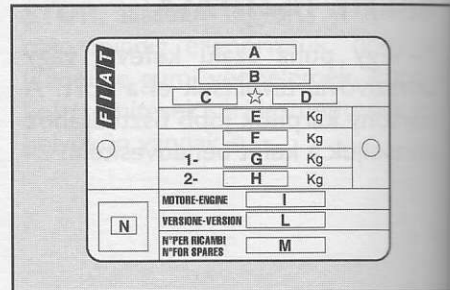 FIAT
A
B
C ☆ D
E Kg
F Kg
1- G Kg
2- H Kg
MOTORE-ENGINE I
VERSIONE-VERSION L
N
N°PER RICAMBI
N°FOR SPARES M